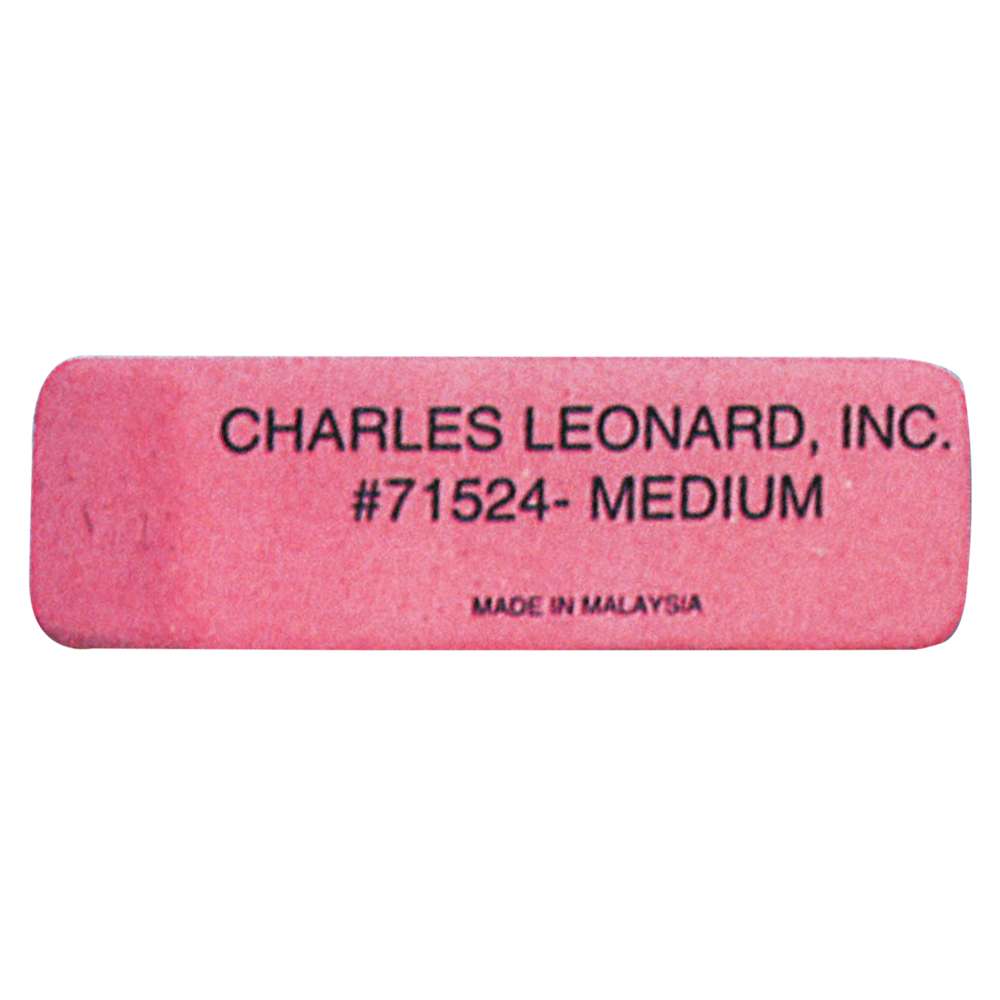 CHARLES LEONARD, INC.
#71524- MEDIUM
MADE IN MALAYSIA